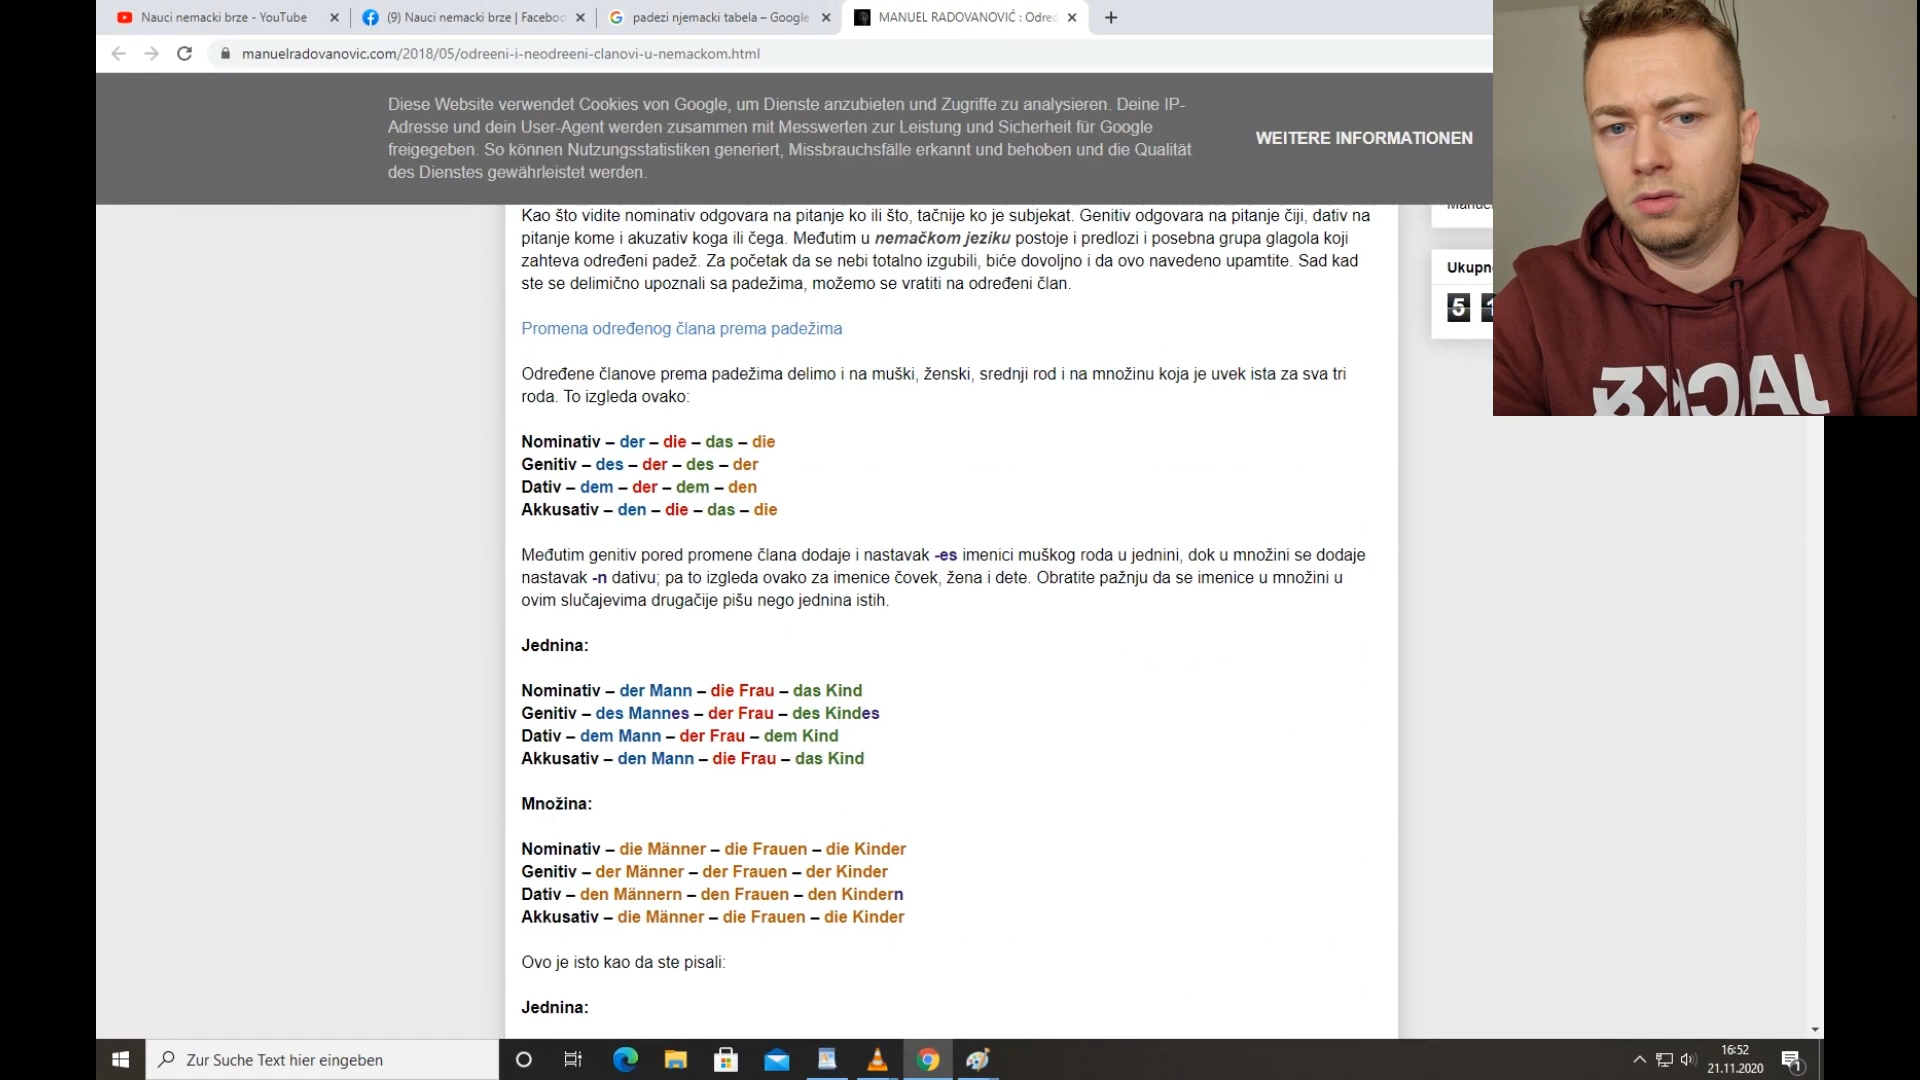 Nauci nemacki brze - YouTube
(9) Nauci nemacki brze | Faceboo
padezi njemacki tabela – Google
MANUEL RADOVANOVIĆ : Odred
manuelradovanovic.com/2018/05/odreeni-i-neodreeni-clanovi-u-nemackom.html
Diese Website verwendet Cookies von Google, um Dienste anzubieten und Zugriffe zu analysieren. Deine IP-
Adresse und dein User-Agent werden zusammen mit Messwerten zur Leistung und Sicherheit für Google
freigegeben. So können Nutzungsstatistiken generiert, Missbrauchsfälle erkannt und behoben und die Qualität
des Dienstes gewährleistet werden.
WEITERE INFORMATIONEN
Kao što vidite nominativ odgovara na pitanje ko ili što, tačnije ko je subjekat. Genitiv odgovara na pitanje čiji, dativ na
pitanje kome i akuzativ koga ili čega. Međutim u nemačkom jeziku postoje i predlozi i posebna grupa glagola koji
zahteva određeni padež. Za početak da se nebi totalno izgubili, biće dovoljno i da ovo navedeno upamtite. Sad kad
ste se delimično upoznali sa padežima, možemo se vratiti na određeni član.
Promena određenog člana prema padežima
Određene članove prema padežima delimo i na muški, ženski, srednji rod i na množinu koja je uvek ista za sva tri
roda. To izgleda ovako:
Nominativ – der – die – das – die
Genitiv – des – der – des – der
Dativ – dem – der – dem – den
Akkusativ – den – die – das – die
Međutim genitiv pored promene člana dodaje i nastavak -es imenici muškog roda u jednini, dok u množini se dodaje
nastavak -n dativu; pa to izgleda ovako za imenice čovek, žena i dete. Obratite pažnju da se imenice u množini u
ovim slučajevima drugačije pišu nego jednina istih.
Jednina:
Nominativ – der Mann – die Frau – das Kind
Genitiv – des Mannes – der Frau – des Kindes
Dativ – dem Mann – der Frau – dem Kind
Akkusativ – den Mann – die Frau – das Kind
Množina:
Nominativ – die Männer – die Frauen – die Kinder
Genitiv – der Männer – der Frauen – der Kinder
Dativ – den Männern – den Frauen – den Kindern
Akkusativ – die Männer – die Frauen – die Kinder
Ovo je isto kao da ste pisali:
Jednina:
Ukupn
5 1
JACK
Zur Suche Text hier eingeben
16:52
21.11.2020
1